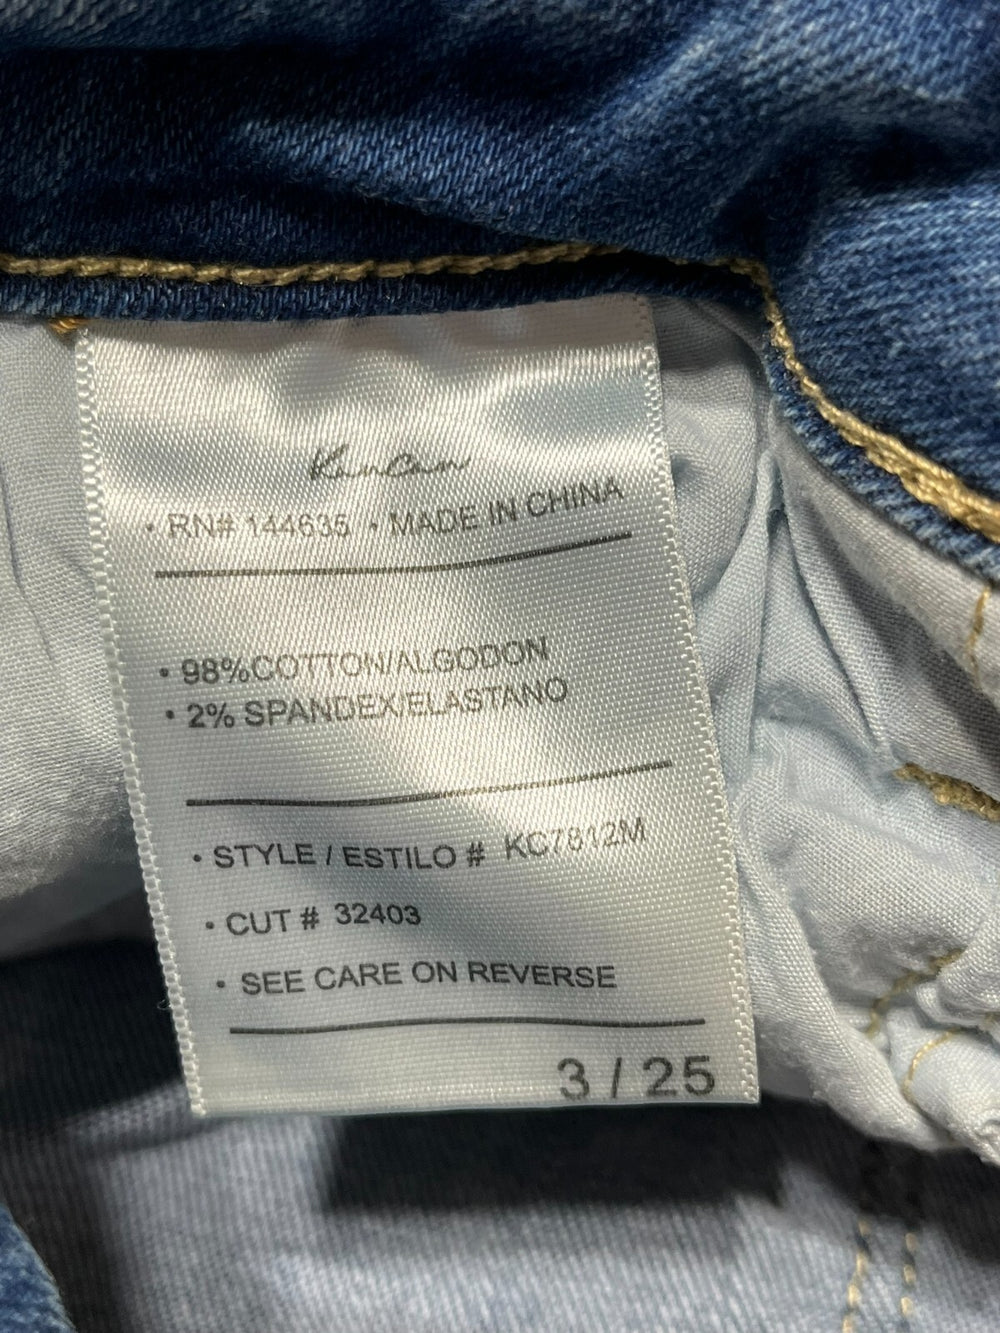 KanCan
• RN# 144635 • MADE IN CHINA
• 98%COTTON/ALGODON
• 2% SPANDEX/ELASTANO
• STYLE / ESTILO # KC7812M
• CUT # 32403
• SEE CARE ON REVERSE
3 / 25